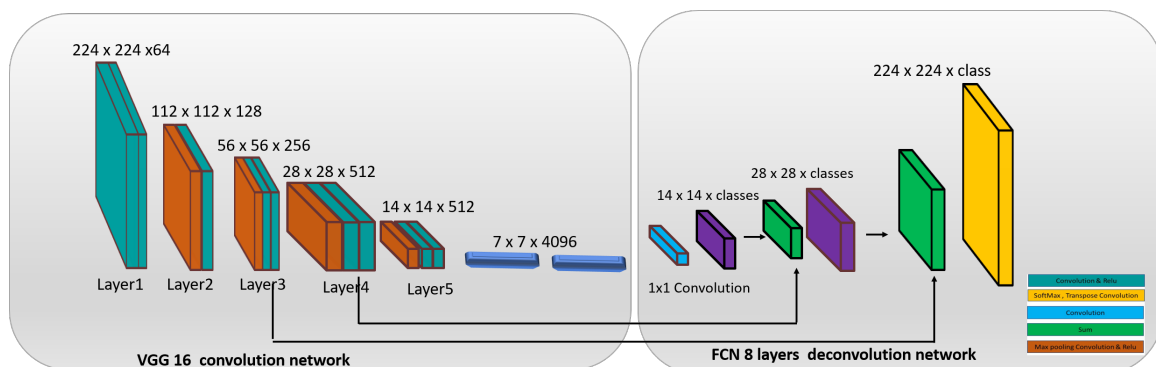 224 x 224 x64
112 x 112 x 128
56 x 56 x 256
28 x 28 x 512
14 x 14 x 512
7 x 7 x 4096
Layer1
Layer2
Layer3
Layer4
Layer5
VGG 16 convolution network
224 x 224 x class
28 x 28 x classes
14 x 14 x classes
1x1 Convolution
FCN 8 layers deconvolution network
Convolution & Relu
SoftMax , Transpose Convolution
Convolution
Sum
Max pooling Convolution & Relu